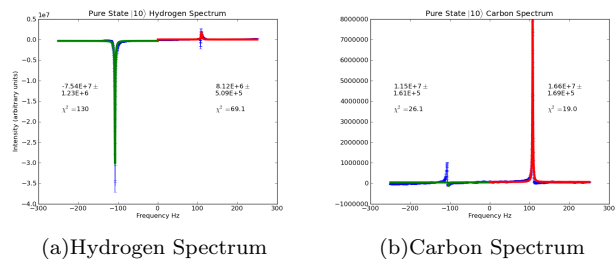 Pure State |10⟩ Hydrogen Spectrum
1e7
Intensity (arbitrary units)
0.5
0.0
−0.5
−1.0
−1.5
−2.0
−2.5
−3.0
−3.5
−4.0
-7.54E+7 ±
1.23E+6
χ² =130
8.12E+6 ±
5.09E+5
χ² =69.1
−300 −200 −100 0 100 200 300
Frequency Hz
(a)Hydrogen Spectrum
Pure State |10⟩ Carbon Spectrum
8000000
7000000
6000000
5000000
4000000
3000000
2000000
1000000
0
−1000000
1.15E+7 ±
1.61E+5
χ² =26.1
1.66E+7 ±
1.69E+5
χ² =19.0
−300 −200 −100 0 100 200 300
Frequency Hz
(b)Carbon Spectrum